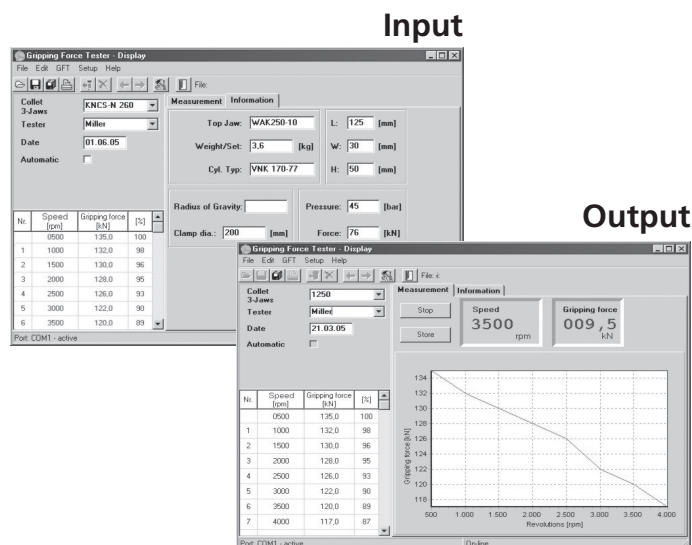 Input
Gripping Force Tester - Display
File Edit GFT Setup Help
File:
Collet
3-Jaws
KNCS-N 260
Tester
Miller
Date
01.06.05
Automatic
Measurement Information
Top Jaw: WAK250-10
L: 125 [mm]
Weight/Set: 3,6 [kg]
W: 30 [mm]
Cyl. Typ: VNK 170-77
H: 50 [mm]
Radius of Gravity:
Pressure: 45 [bar]
Clamp dia.: 200 [mm]
Force: 76 [kN]
Nr. Speed [rpm] Gripping force [kN] [%]
0500 135,0 100
1 1000 132,0 98
2 1500 130,0 96
3 2000 128,0 95
4 2500 126,0 93
5 3000 122,0 90
6 3500 120,0 89
Port: COM1 - active
Output
Gripping Force Tester - Display
File Edit GFT Setup Help
File: i:
Collet
3-Jaws
1250
Tester
Miller
Date
21.03.05
Automatic
Measurement Information
Stop
Store
Speed
3500
rpm
Gripping force
009,5
kN
Nr. Speed [rpm] Gripping force [kN] [%]
0500 135,0 100
1 1000 132,0 98
2 1500 130,0 96
3 2000 128,0 95
4 2500 126,0 93
5 3000 122,0 90
6 3500 120,0 89
7 4000 117,0 87
Gripping force [kN]
134
132
130
128
126
124
122
120
118
500 1.000 1.500 2.000 2.500 3.000 3.500 4.000
Revolutions [rpm]
Port: COM1 - active
On-line